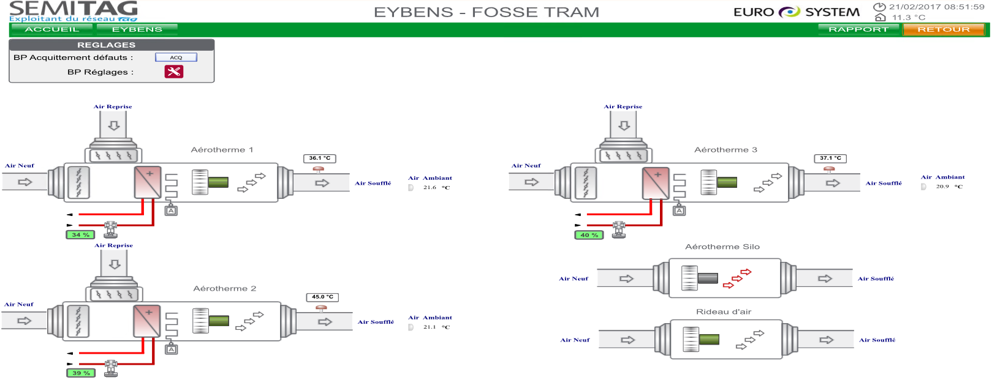 SEMITAG
Exploitant du réseau tag
EYBENS - FOSSE TRAM
EURO SYSTEM
21/02/2017 08:51:59
11.3 °C
ACCUEIL
EYBENS
RAPPORT
RETOUR
REGLAGES
BP Acquittement défauts :
ACQ
BP Réglages :
Air Reprise
Aérotherme 1
36.1 °C
Air Neuf
Air Soufflé
Air Ambiant
21.6 °C
+
A
34 %
Air Reprise
Aérotherme 3
37.1 °C
Air Neuf
Air Soufflé
Air Ambiant
20.9 °C
+
A
40 %
Air Reprise
Aérotherme 2
45.0 °C
Air Neuf
Air Soufflé
Air Ambiant
21.1 °C
+
A
39 %
Aérotherme Silo
Air Neuf
Air Soufflé
Rideau d'air
Air Neuf
Air Soufflé